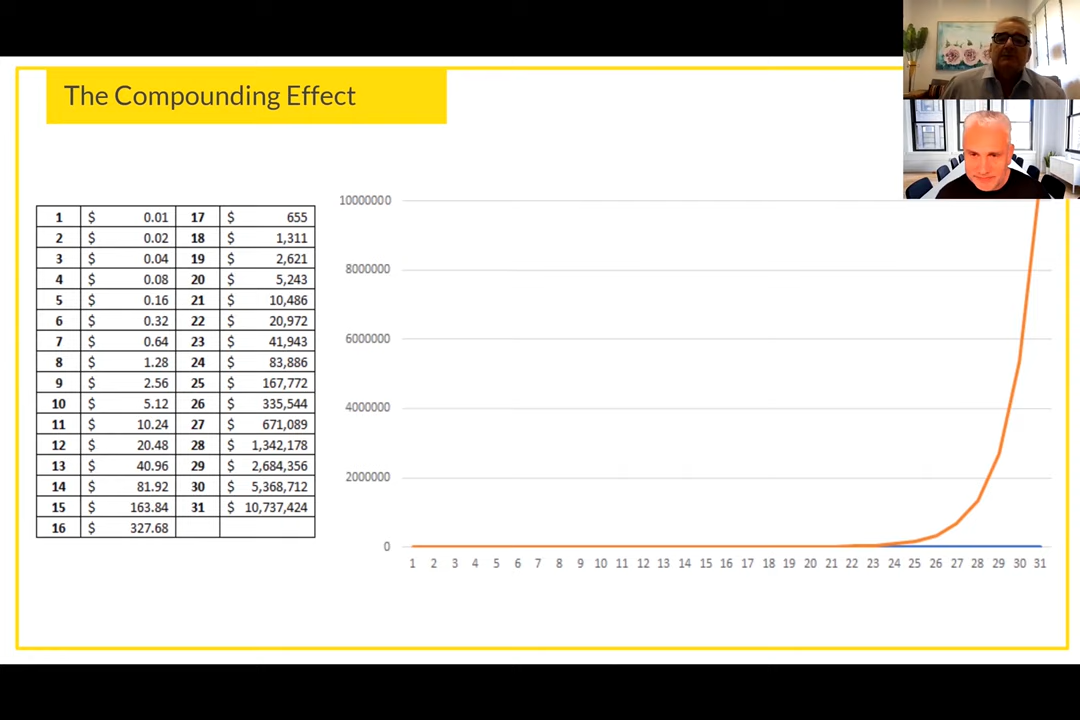 The Compounding Effect
1 $ 0.01 17 $ 655
2 $ 0.02 18 $ 1,311
3 $ 0.04 19 $ 2,621
4 $ 0.08 20 $ 5,243
5 $ 0.16 21 $ 10,486
6 $ 0.32 22 $ 20,972
7 $ 0.64 23 $ 41,943
8 $ 1.28 24 $ 83,886
9 $ 2.56 25 $ 167,772
10 $ 5.12 26 $ 335,544
11 $ 10.24 27 $ 671,089
12 $ 20.48 28 $ 1,342,178
13 $ 40.96 29 $ 2,684,356
14 $ 81.92 30 $ 5,368,712
15 $ 163.84 31 $ 10,737,424
16 $ 327.68
10000000
8000000
6000000
4000000
2000000
0
1 2 3 4 5 6 7 8 9 10 11 12 13 14 15 16 17 18 19 20 21 22 23 24 25 26 27 28 29 30 31